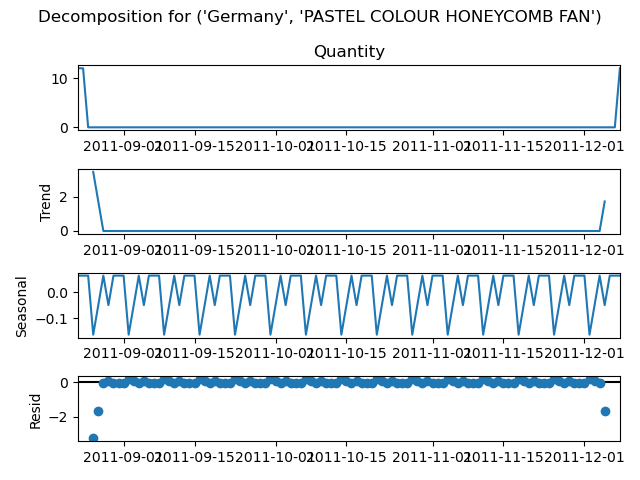 Decomposition for ('Germany', 'PASTEL COLOUR HONEYCOMB FAN')
Quantity
10
0
2011-09-01 2011-09-15 2011-10-01 2011-10-15 2011-11-01 2011-11-15 2011-12-01
Trend
2
0
2011-09-01 2011-09-15 2011-10-01 2011-10-15 2011-11-01 2011-11-15 2011-12-01
Seasonal
0.0
−0.1
2011-09-01 2011-09-15 2011-10-01 2011-10-15 2011-11-01 2011-11-15 2011-12-01
Resid
0
−2
2011-09-01 2011-09-15 2011-10-01 2011-10-15 2011-11-01 2011-11-15 2011-12-01